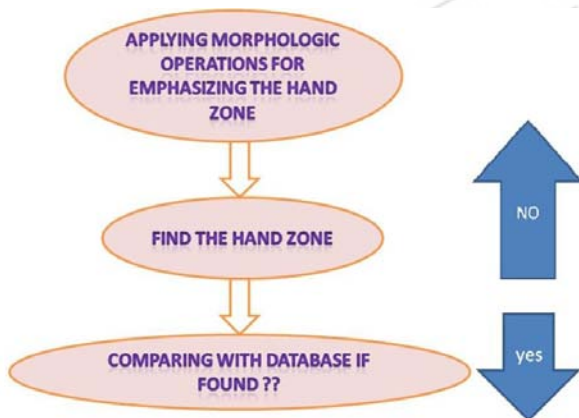 APPLYING MORPHOLOGIC
OPERATIONS FOR
EMPHASIZING THE HAND
ZONE
NO
FIND THE HAND ZONE
yes
COMPARING WITH DATABASE IF
FOUND ??